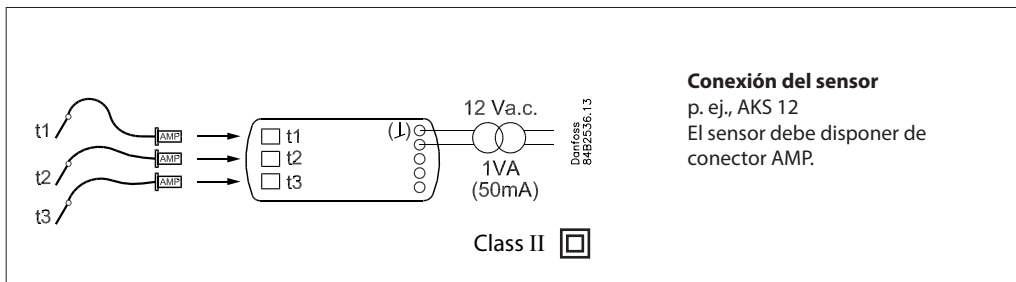 t1
t2
t3
AMP
AMP
AMP
t1
t2
t3
(⊥)
12 Va.c.
1VA
(50mA)
Danfoss
84B2536.13
Class II
Conexión del sensor
p. ej., AKS 12
El sensor debe disponer de
conector AMP.